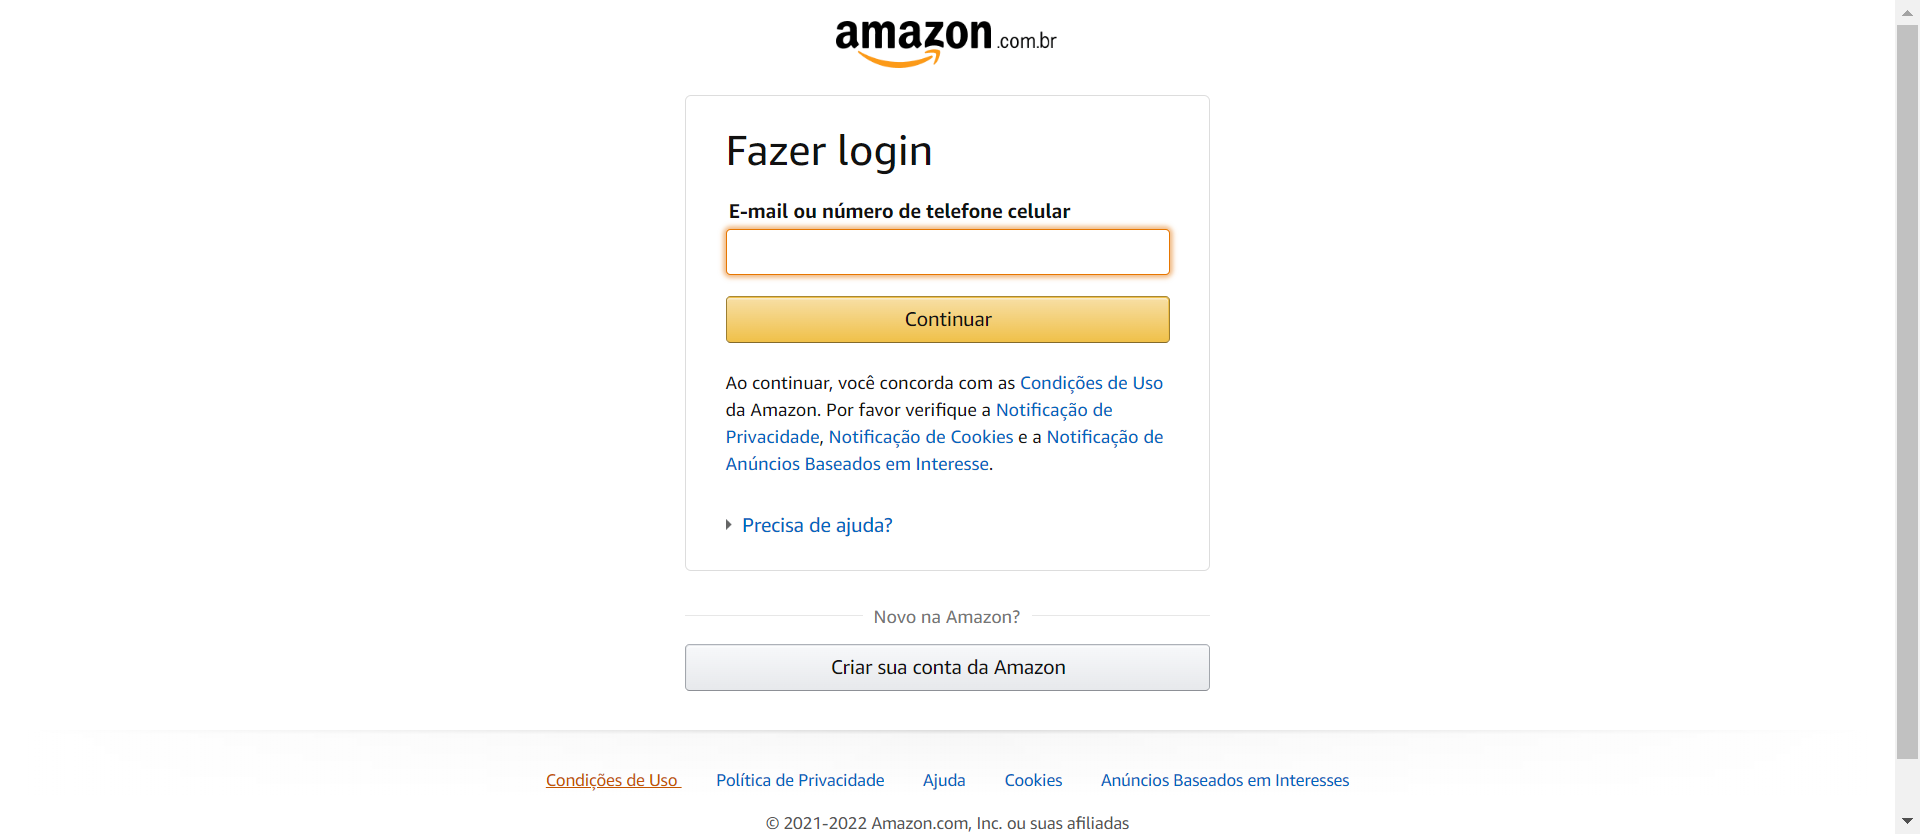 amazon.com.br
Fazer login
E-mail ou número de telefone celular
Continuar
Ao continuar, você concorda com as Condições de Uso
da Amazon. Por favor verifique a Notificação de
Privacidade, Notificação de Cookies e a Notificação de
Anúncios Baseados em Interesse.
Precisa de ajuda?
Novo na Amazon?
Criar sua conta da Amazon
Condições de Uso Política de Privacidade Ajuda Cookies Anúncios Baseados em Interesses
© 2021-2022 Amazon.com, Inc. ou suas afiliadas